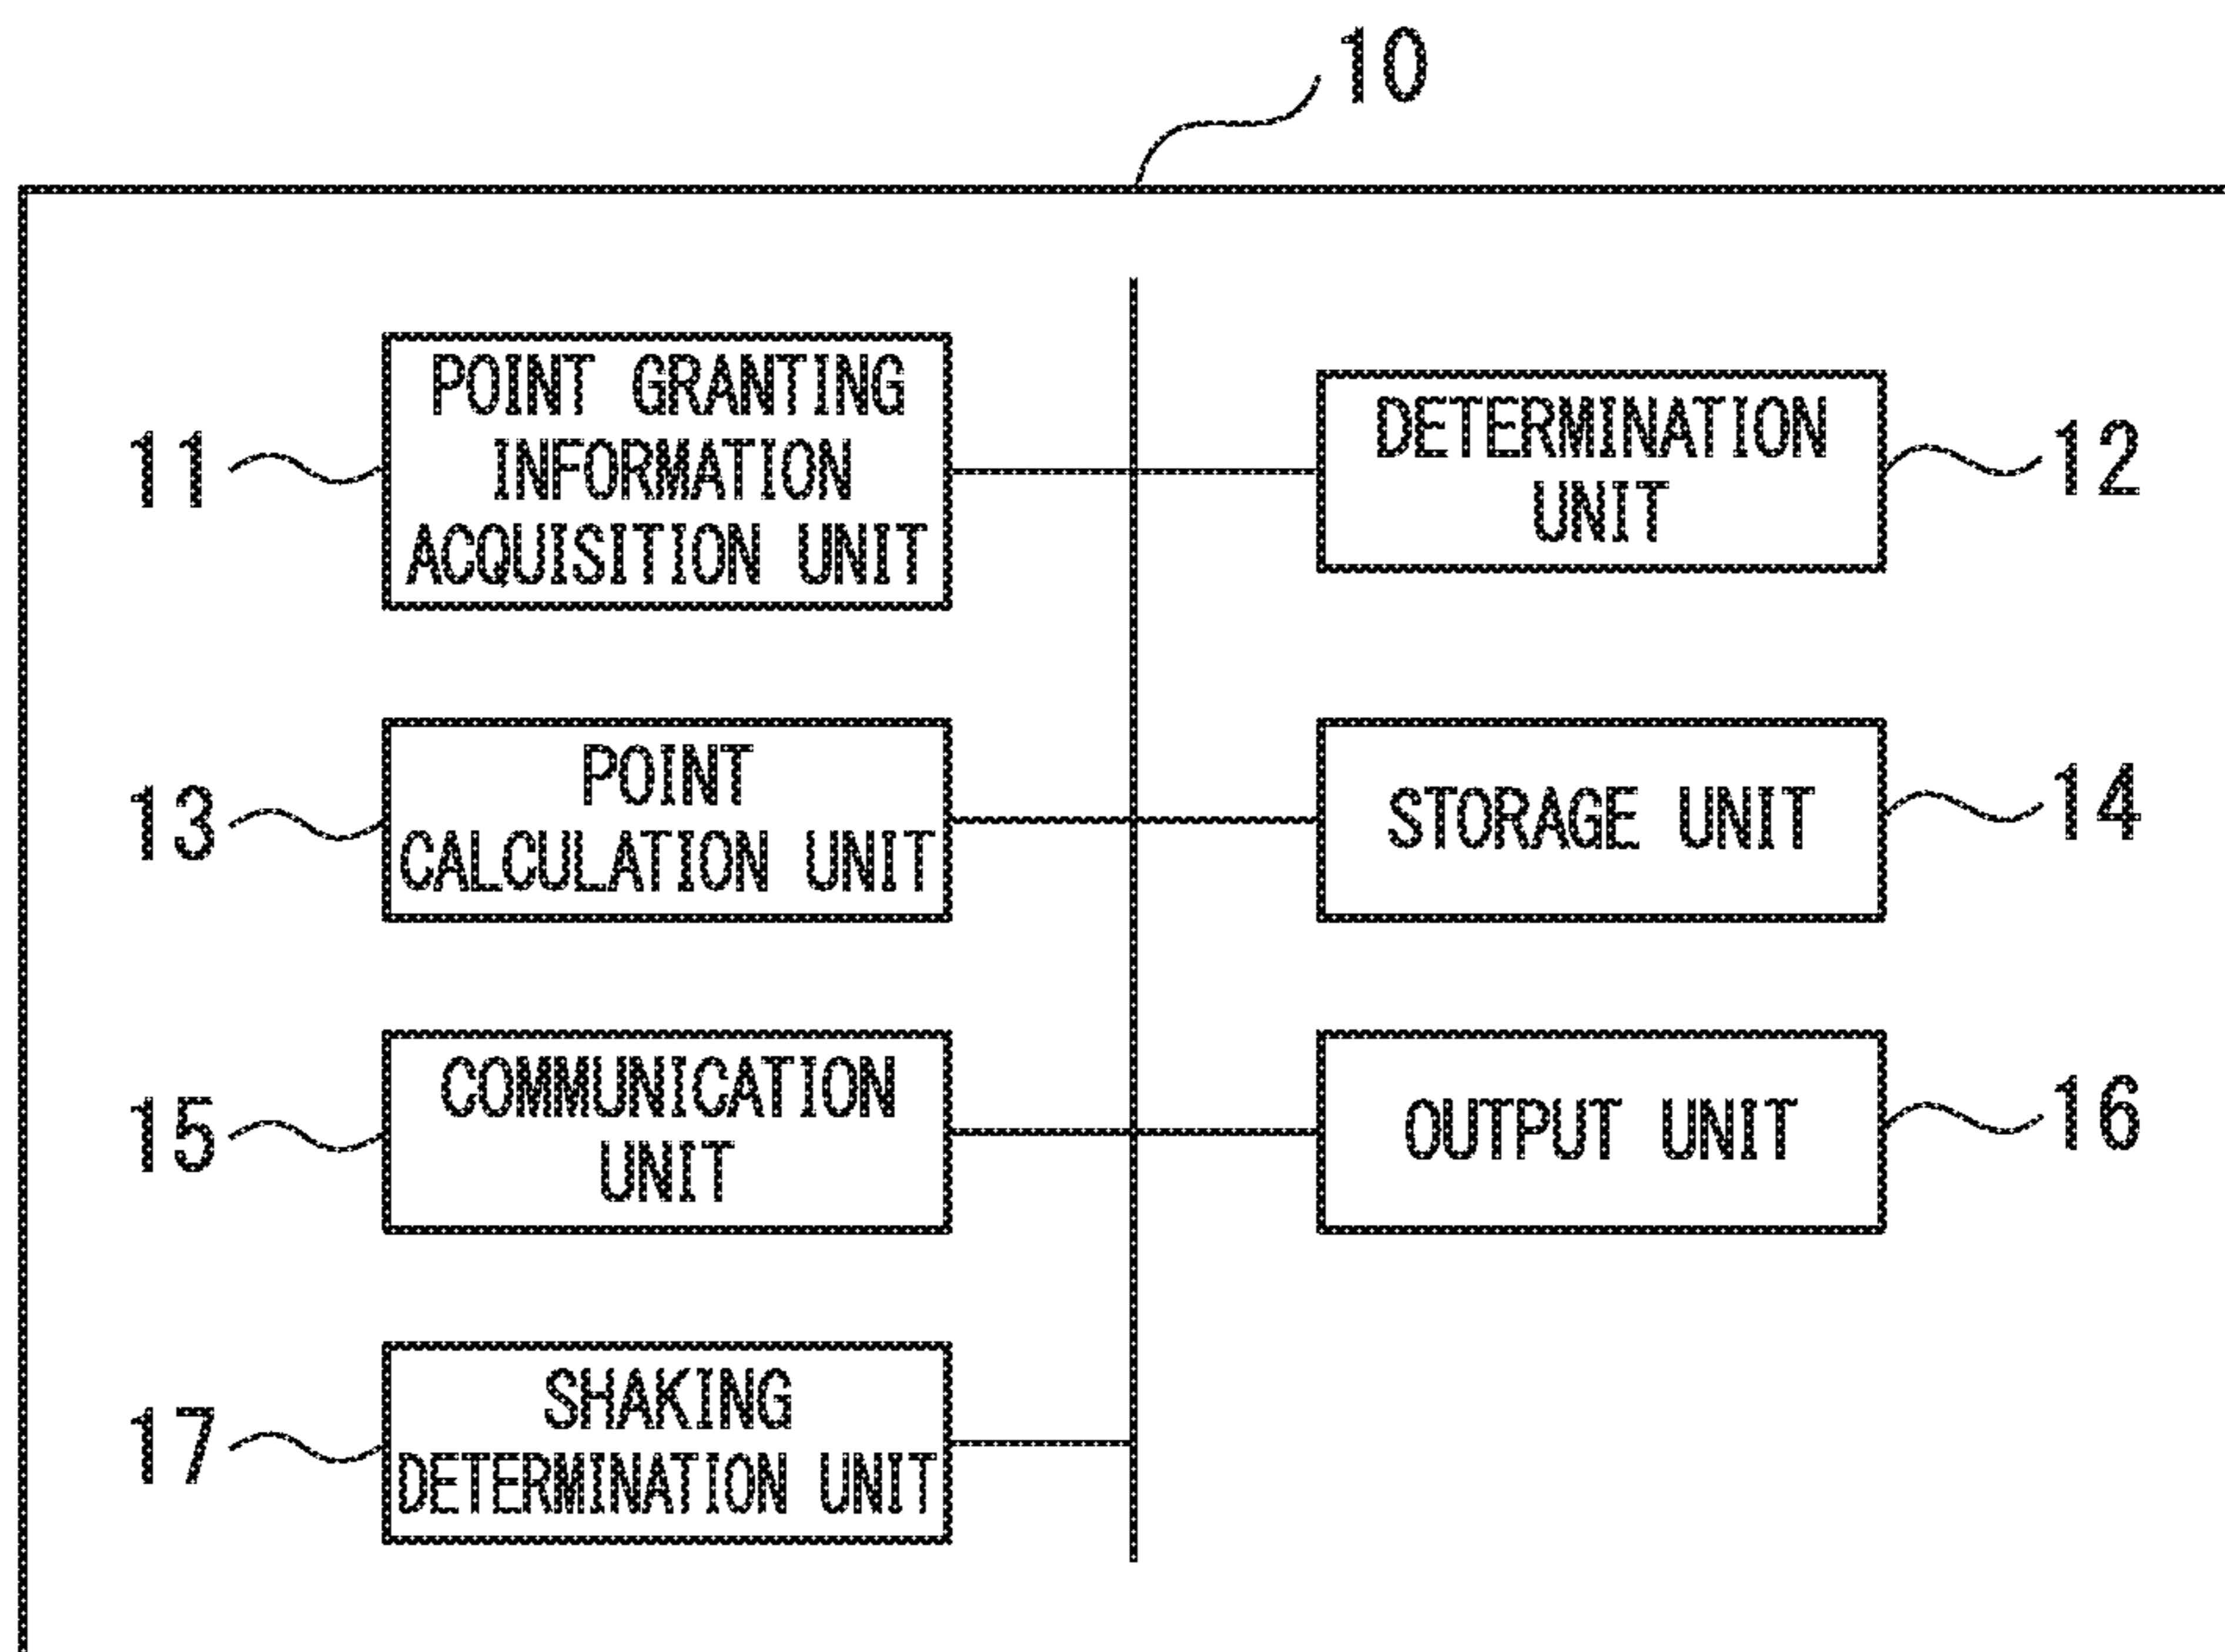 10
11
POINT GRANTING
INFORMATION
ACQUISITION UNIT
DETERMINATION
UNIT
12
13
POINT
CALCULATION UNIT
STORAGE UNIT
14
15
COMMUNICATION
UNIT
OUTPUT UNIT
16
17
SHAKING
DETERMINATION UNIT